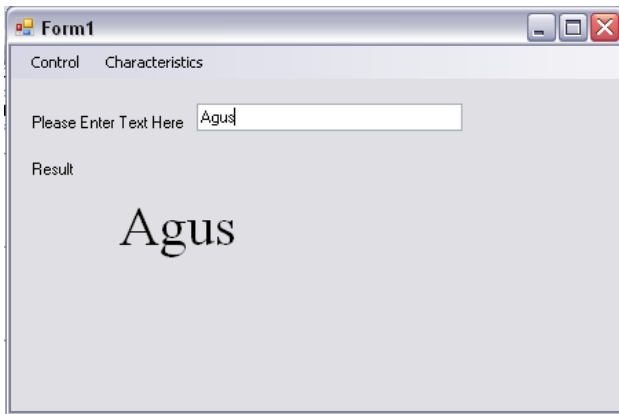 Form1
Control Characteristics
Please Enter Text Here Agus
Result
Agus